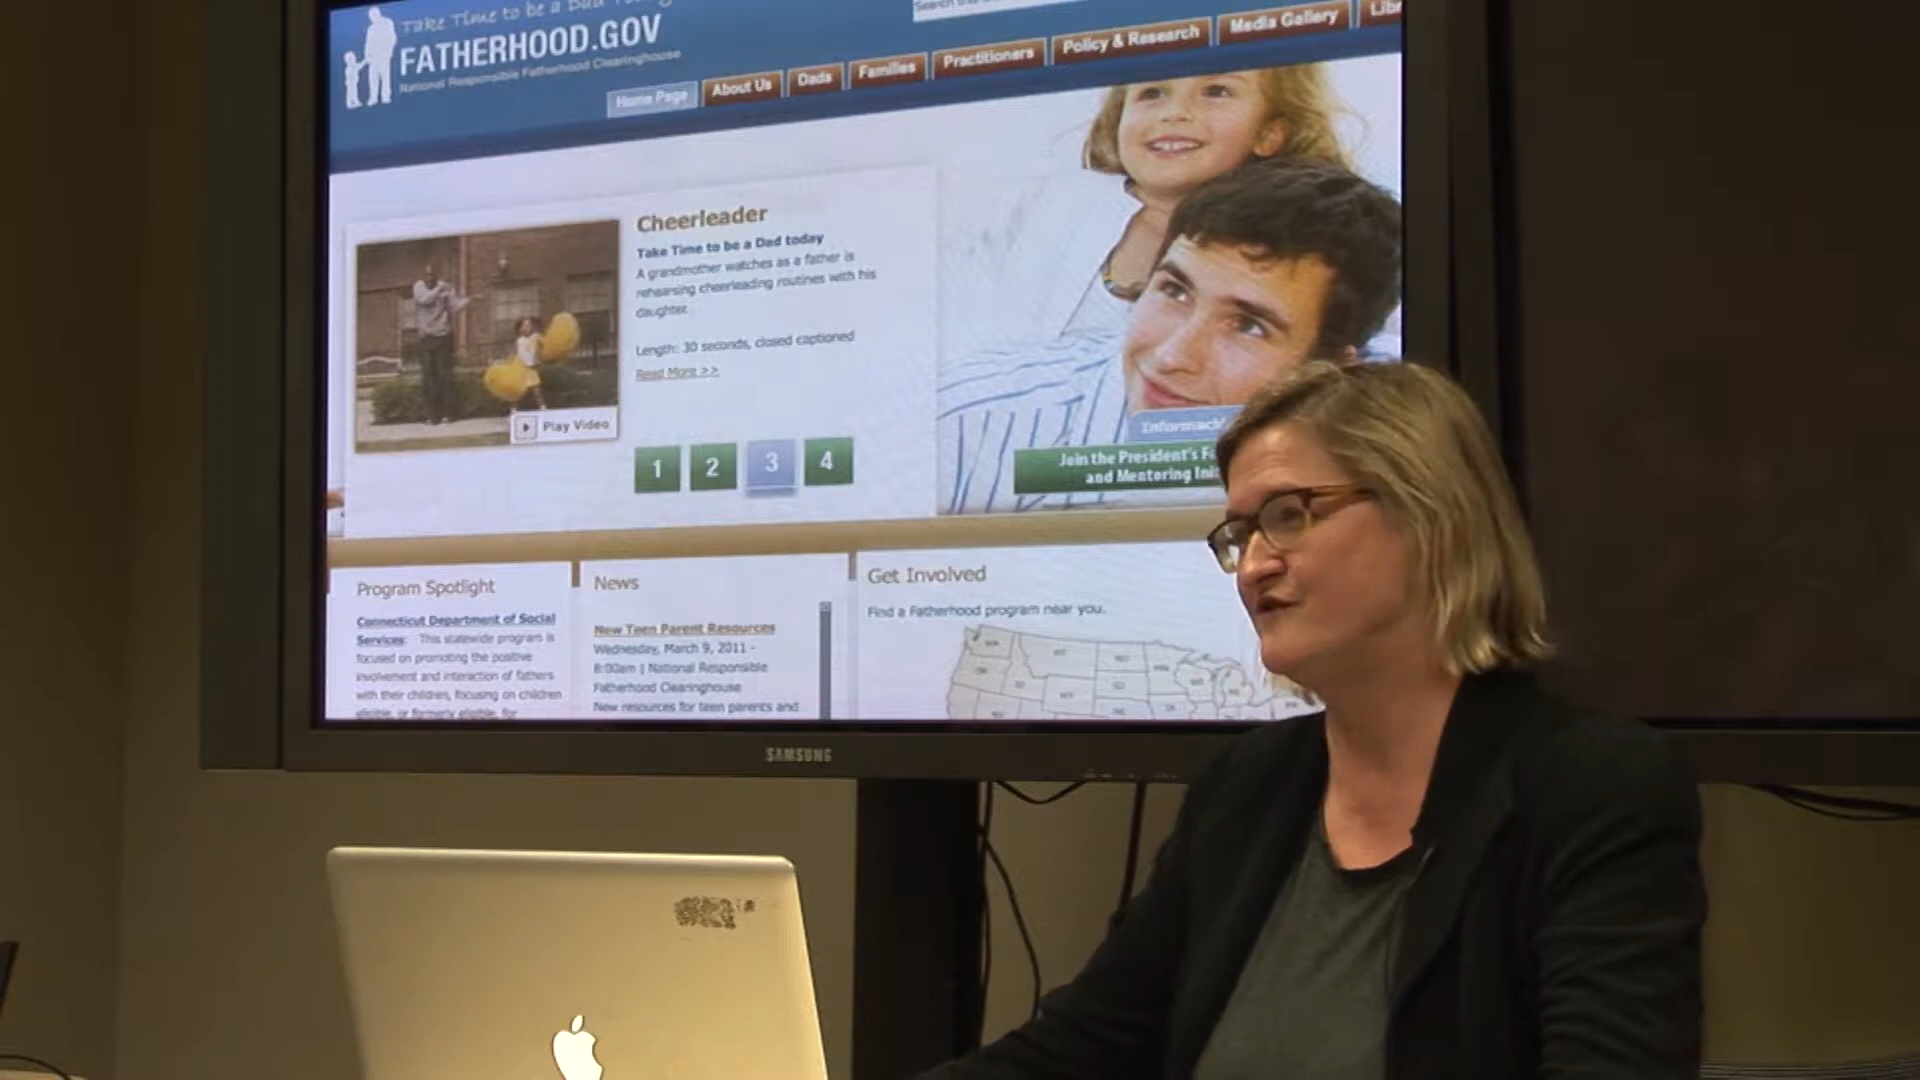 Take Time to be a Dad Today
FATHERHOOD.GOV
National Responsible Fatherhood Clearinghouse
Home Page
About Us
Dads
Families
Practitioners
Policy & Research
Media Gallery
Cheerleader
Take Time to be a Dad today
A grandmother watches as a father is
rehearsing cheerleading routines with his
daughter.
Length: 30 seconds, closed captioned
Read More >>
Play Video
1 2 3 4
Join the President's
and Mentoring
Program Spotlight
Connecticut Department of Social
Services: This statewide program is
focused on promoting the positive
involvement and interaction of fathers
with their children, focusing on children
eligible, or formerly eligible, for
News
New Teen Parent Resources
Wednesday, March 9, 2011 -
8:00am | National Responsible
Fatherhood Clearinghouse
New resources for teen parents and
Get Involved
Find a Fatherhood program near you.
SAMSUNG